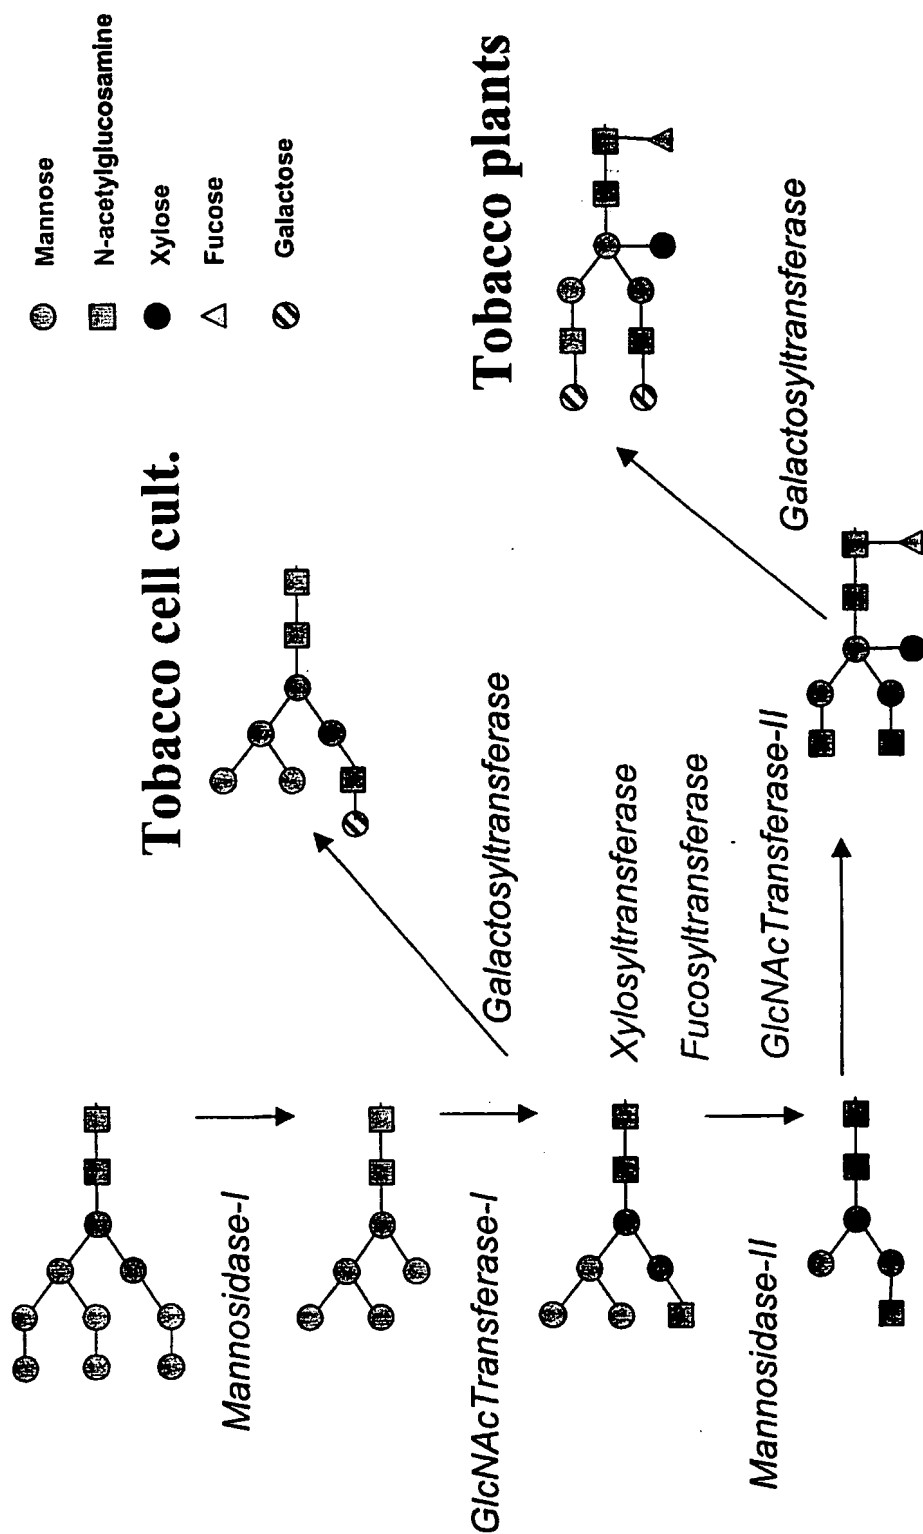 Mannose
N-acetylglucosamine
Xylose
Fucose
Galactose
Tobacco cell cult.
Tobacco plants
Mannosidase-I
GlcNAcTransferase-I
Galactosyltransferase
Xylosyltransferase
Fucosyltransferase
GlcNAcTransferase-II
Mannosidase-II
Galactosyltransferase